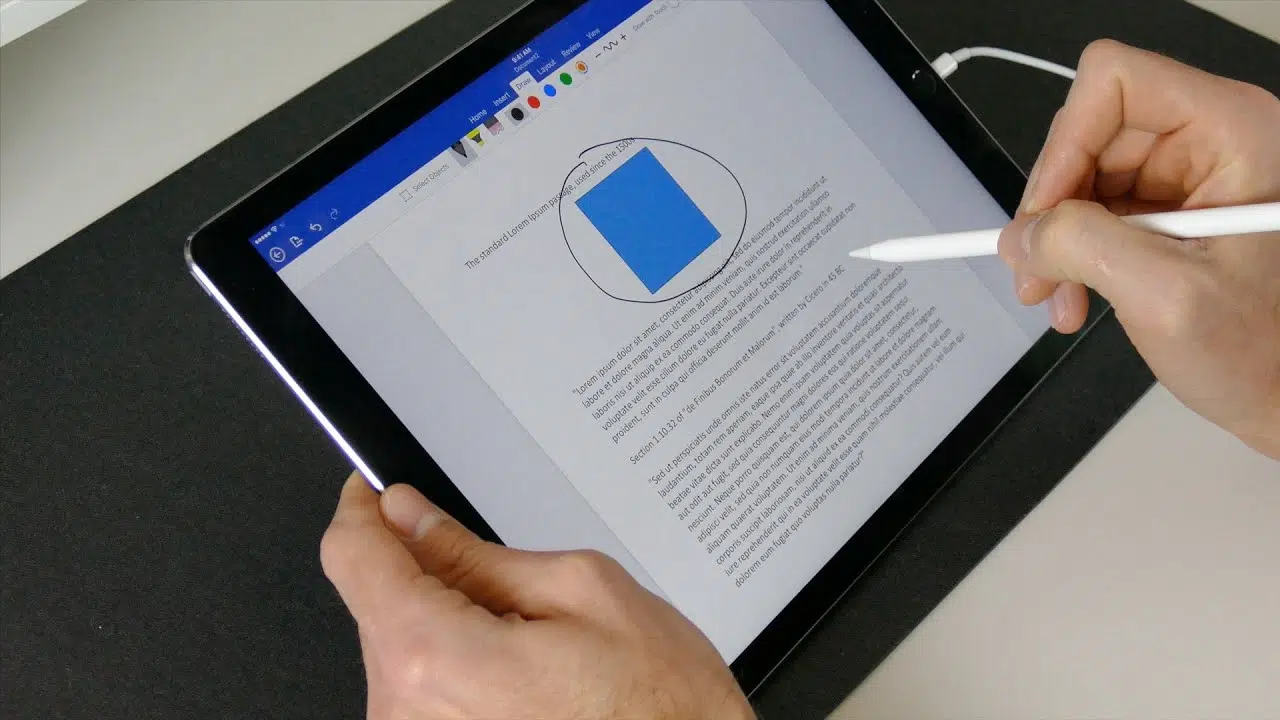 9:41 AM
Document2
Home Insert Draw Layout Review View
Select Objects
Draw with Touch
The standard Lorem Ipsum passage, used since the 1500s
"Lorem ipsum dolor sit amet, consectetur sed do eiusmod tempor incididunt ut
labore et dolore magna aliqua. Ut enim ad minim veniam, quis nostrud exercitation ullamco
laboris nisi ut aliquip ex ea commodo consequat. Duis aute irure dolor in reprehenderit in
voluptate velit esse cillum dolore eu fugiat nulla pariatur. Excepteur sint occaecat cupidatat non
proident, sunt in culpa qui officia deserunt mollit anim id est laborum."
Section 1.10.32 of "de Finibus Bonorum et Malorum", written by Cicero in 45 BC
"Sed ut perspiciatis unde omnis iste natus error sit voluptatem accusantium doloremque
laudantium, totam rem aperiam, eaque ipsa quae ab illo inventore veritatis et quasi architecto
beatae vitae dicta sunt explicabo. Nemo enim ipsam voluptatem quia voluptas sit aspernatur
aut odit aut fugit, sed quia consequuntur magni dolores eos qui ratione voluptatem sequi
nesciunt. Neque porro quisquam est, qui dolorem ipsum quia dolor sit amet, consectetur,
adipisci velit, sed quia non numquam eius modi tempora incidunt ut labore et dolore magnam
aliquam quaerat voluptatem. Ut enim ad minima veniam, quis nostrum exercitationem ullam
corporis suscipit laboriosam, nisi ut aliquid ex ea commodi consequatur? Quis autem vel eum
iure reprehenderit qui in ea voluptate velit esse quam nihil molestiae consequatur, vel illum qui
dolorem eum fugiat quo voluptas nulla pariatur?"